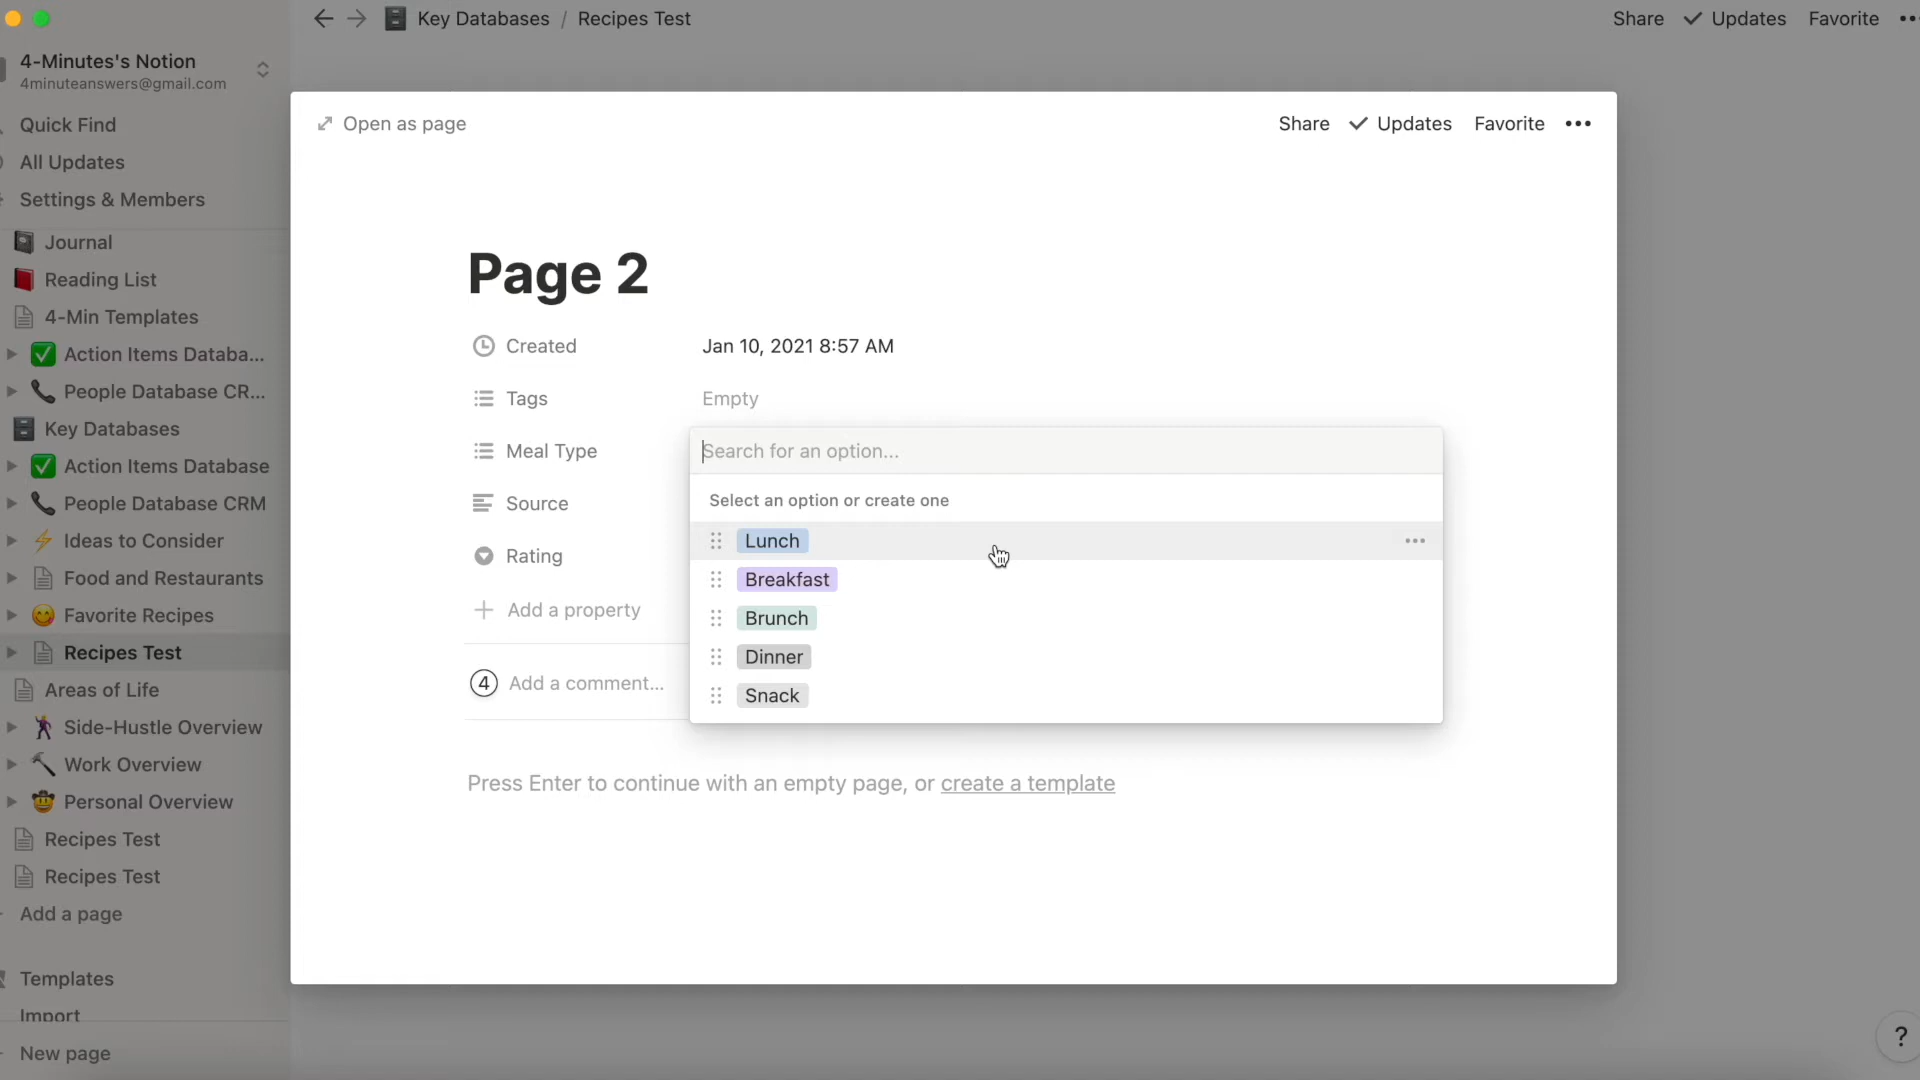 Key Databases / Recipes Test
Share ✓ Updates Favorite •••
4-Minutes's Notion
4minuteanswers@gmail.com
Quick Find
All Updates
Settings & Members
Journal
Reading List
4-Min Templates
Action Items Databa...
People Database CR...
Key Databases
Action Items Database
People Database CRM
Ideas to Consider
Food and Restaurants
Favorite Recipes
Recipes Test
Areas of Life
Side-Hustle Overview
Work Overview
Personal Overview
Recipes Test
Recipes Test
Add a page
Templates
Import
New page
Open as page
Share ✓ Updates Favorite •••
Page 2
Created Jan 10, 2021 8:57 AM
Tags Empty
Meal Type Search for an option...
Source Select an option or create one
Lunch
Rating
Breakfast
Add a property Brunch
Dinner
4 Add a comment... Snack
Press Enter to continue with an empty page, or create a template
?